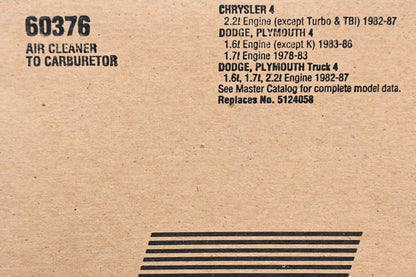 60376
AIR CLEANER
TO CARBURETOR
CHRYSLER 4
2.2l Engine (except Turbo & TBI) 1982-87
DODGE, PLYMOUTH 4
1.6l Engine (except K) 1983-86
1.7l Engine 1978-83
DODGE, PLYMOUTH Truck 4
1.6l, 1.7l, 2.2l Engine 1982-87
See Master Catalog for complete model data.
Replaces No. 5124058